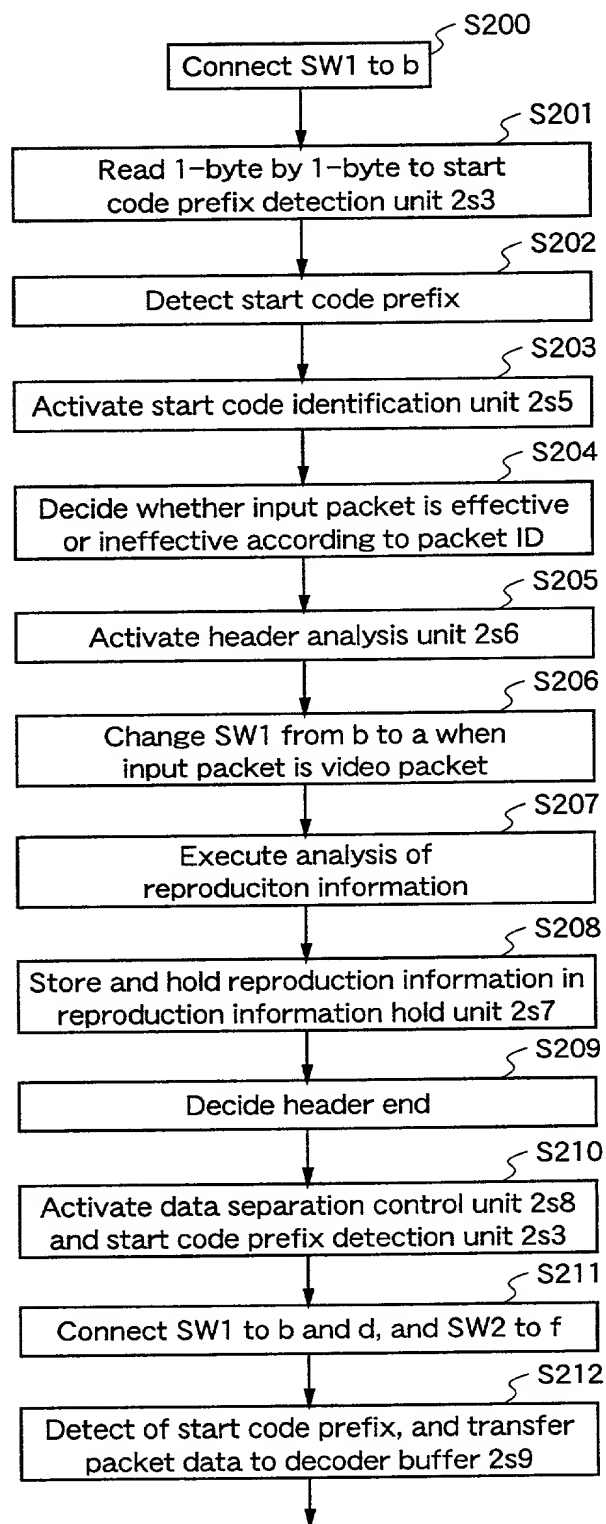 S200
Connect SW1 to b
S201
Read 1-byte by 1-byte to start
code prefix detection unit 2s3
S202
Detect start code prefix
S203
Activate start code identification unit 2s5
S204
Decide whether input packet is effective
or ineffective according to packet ID
S205
Activate header analysis unit 2s6
S206
Change SW1 from b to a when
input packet is video packet
S207
Execute analysis of
reproduciton information
S208
Store and hold reproduction information in
reproduction information hold unit 2s7
S209
Decide header end
S210
Activate data separation control unit 2s8
and start code prefix detection unit 2s3
S211
Connect SW1 to b and d, and SW2 to f
S212
Detect of start code prefix, and transfer
packet data to decoder buffer 2s9